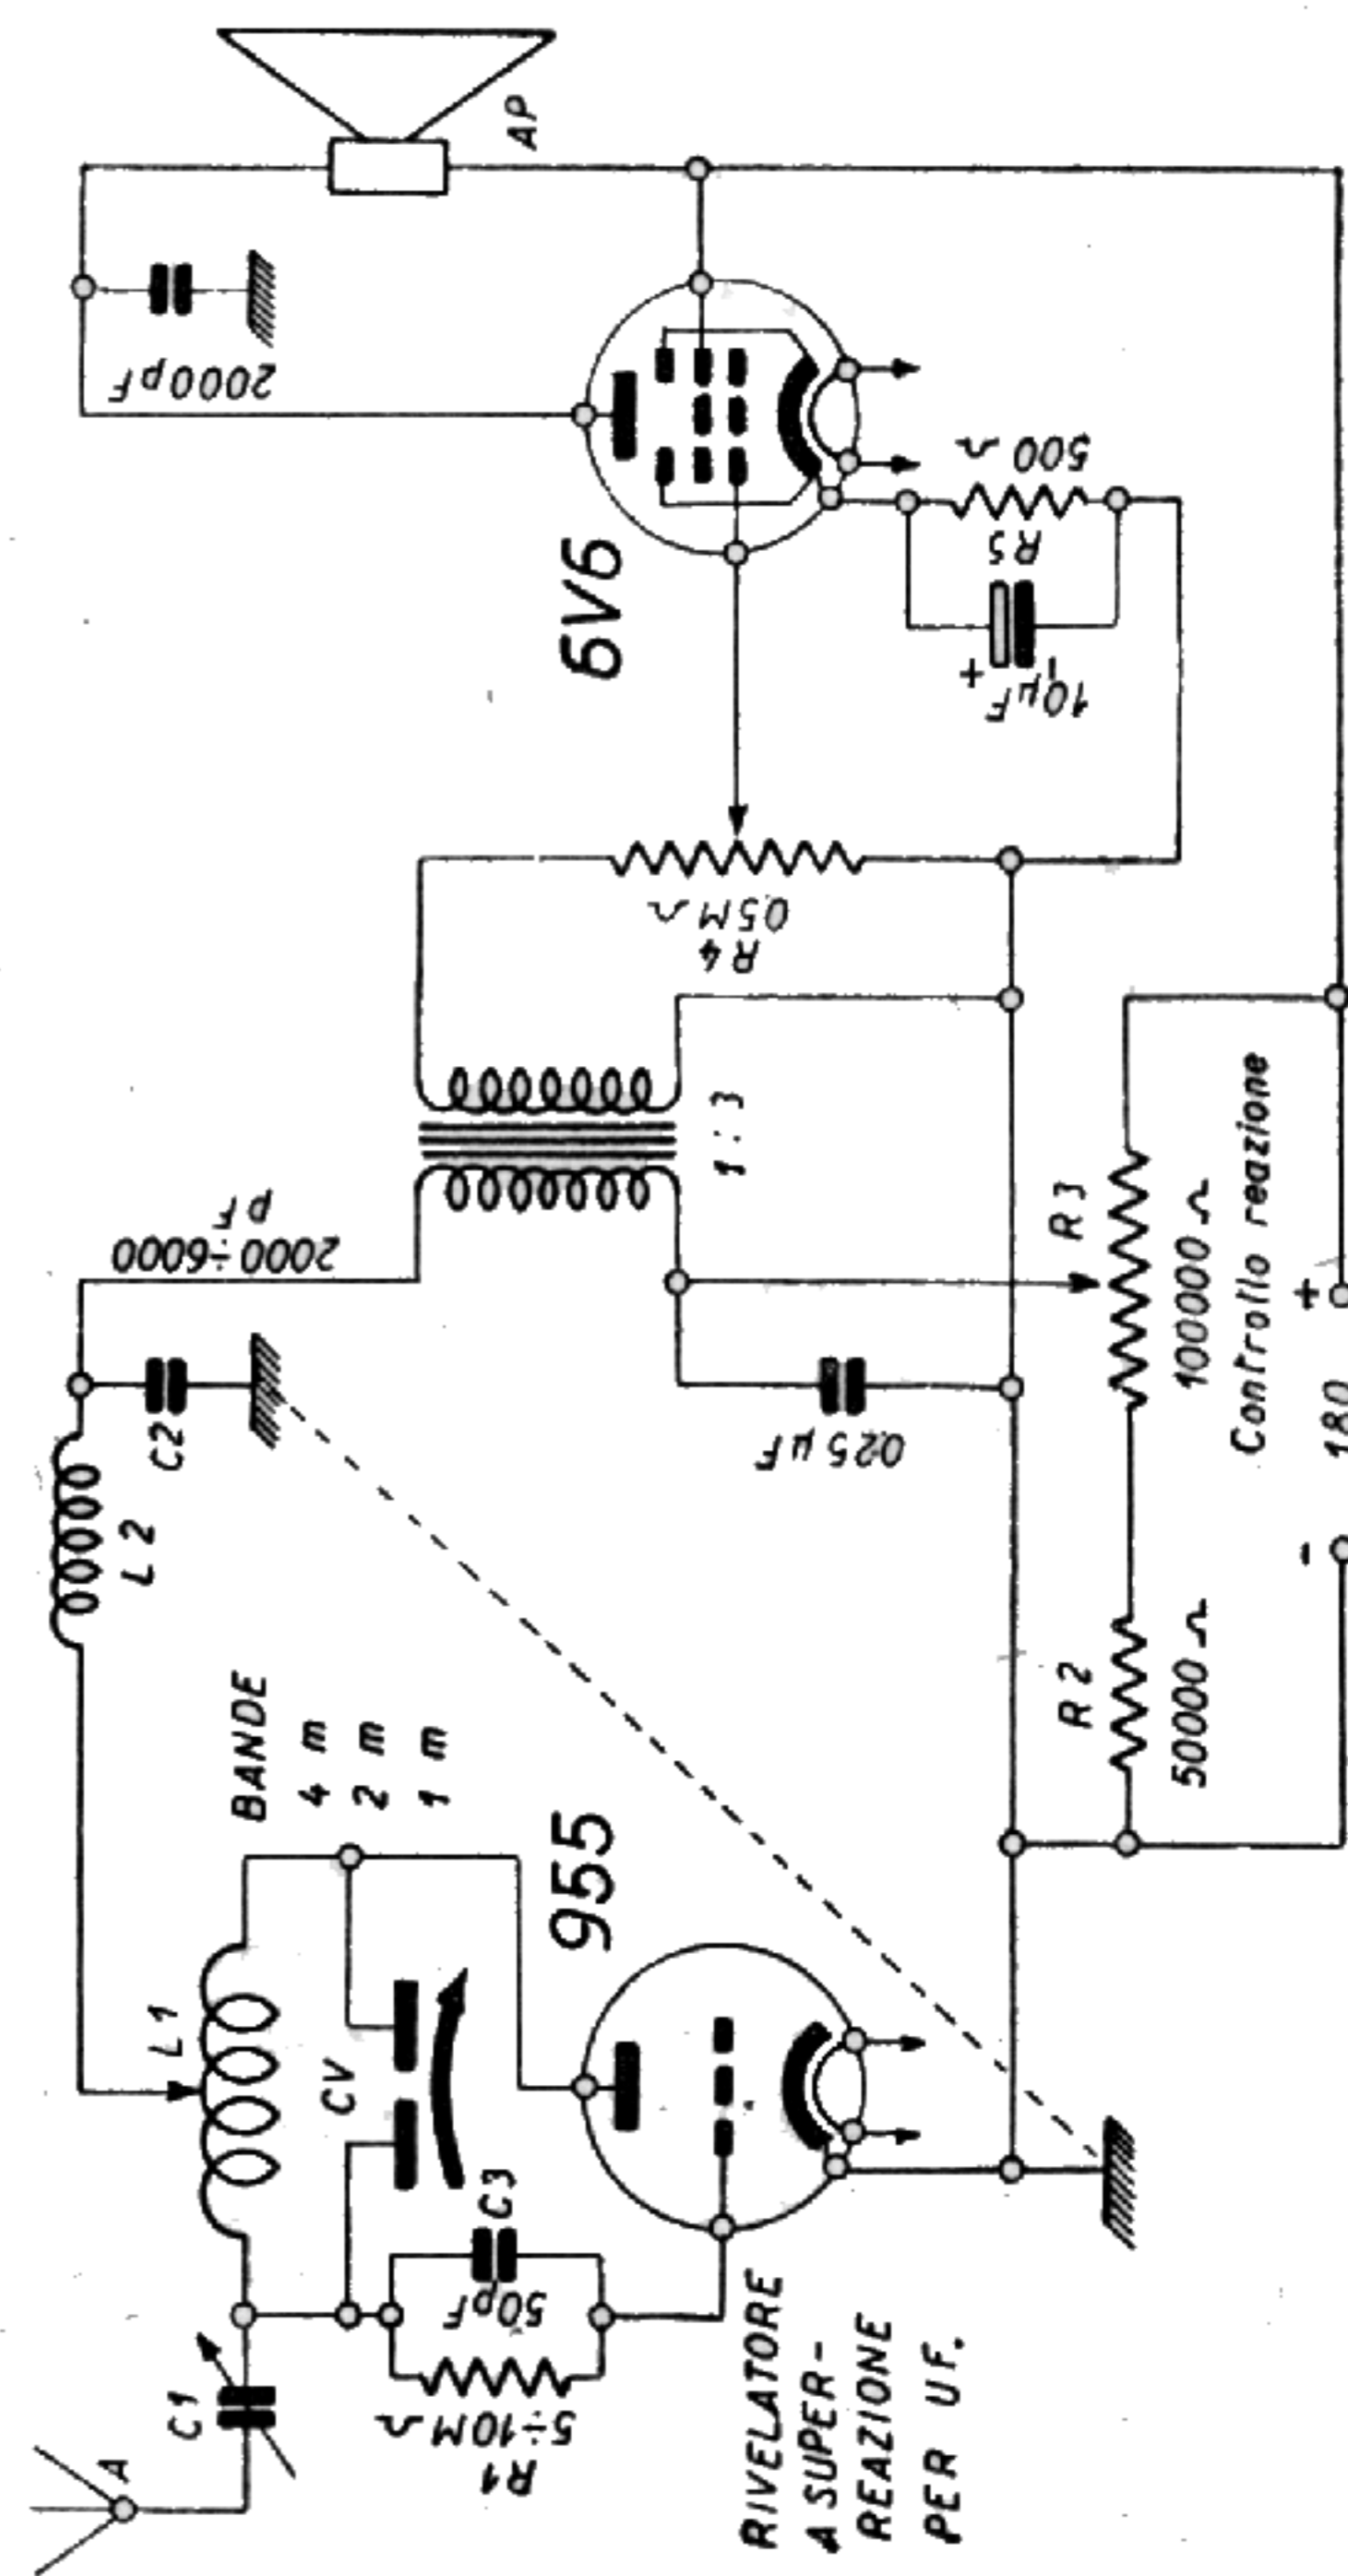 A
C1
L1
BANDE
4 m
2 m
1 m
L2
C2
2000÷6000
pF
2000pF
AP
CV
C3
50pF
5÷10MΩ
R1
955
6V6
1:3
0,5MΩ
R4
500 Ω
R5
+
-
10µF
0,25 µF
RIVELATORE
A SUPER-
REAZIONE
PER UF.
R2
50000 Ω
R3
100000 Ω
Controllo reazione
- 180 +